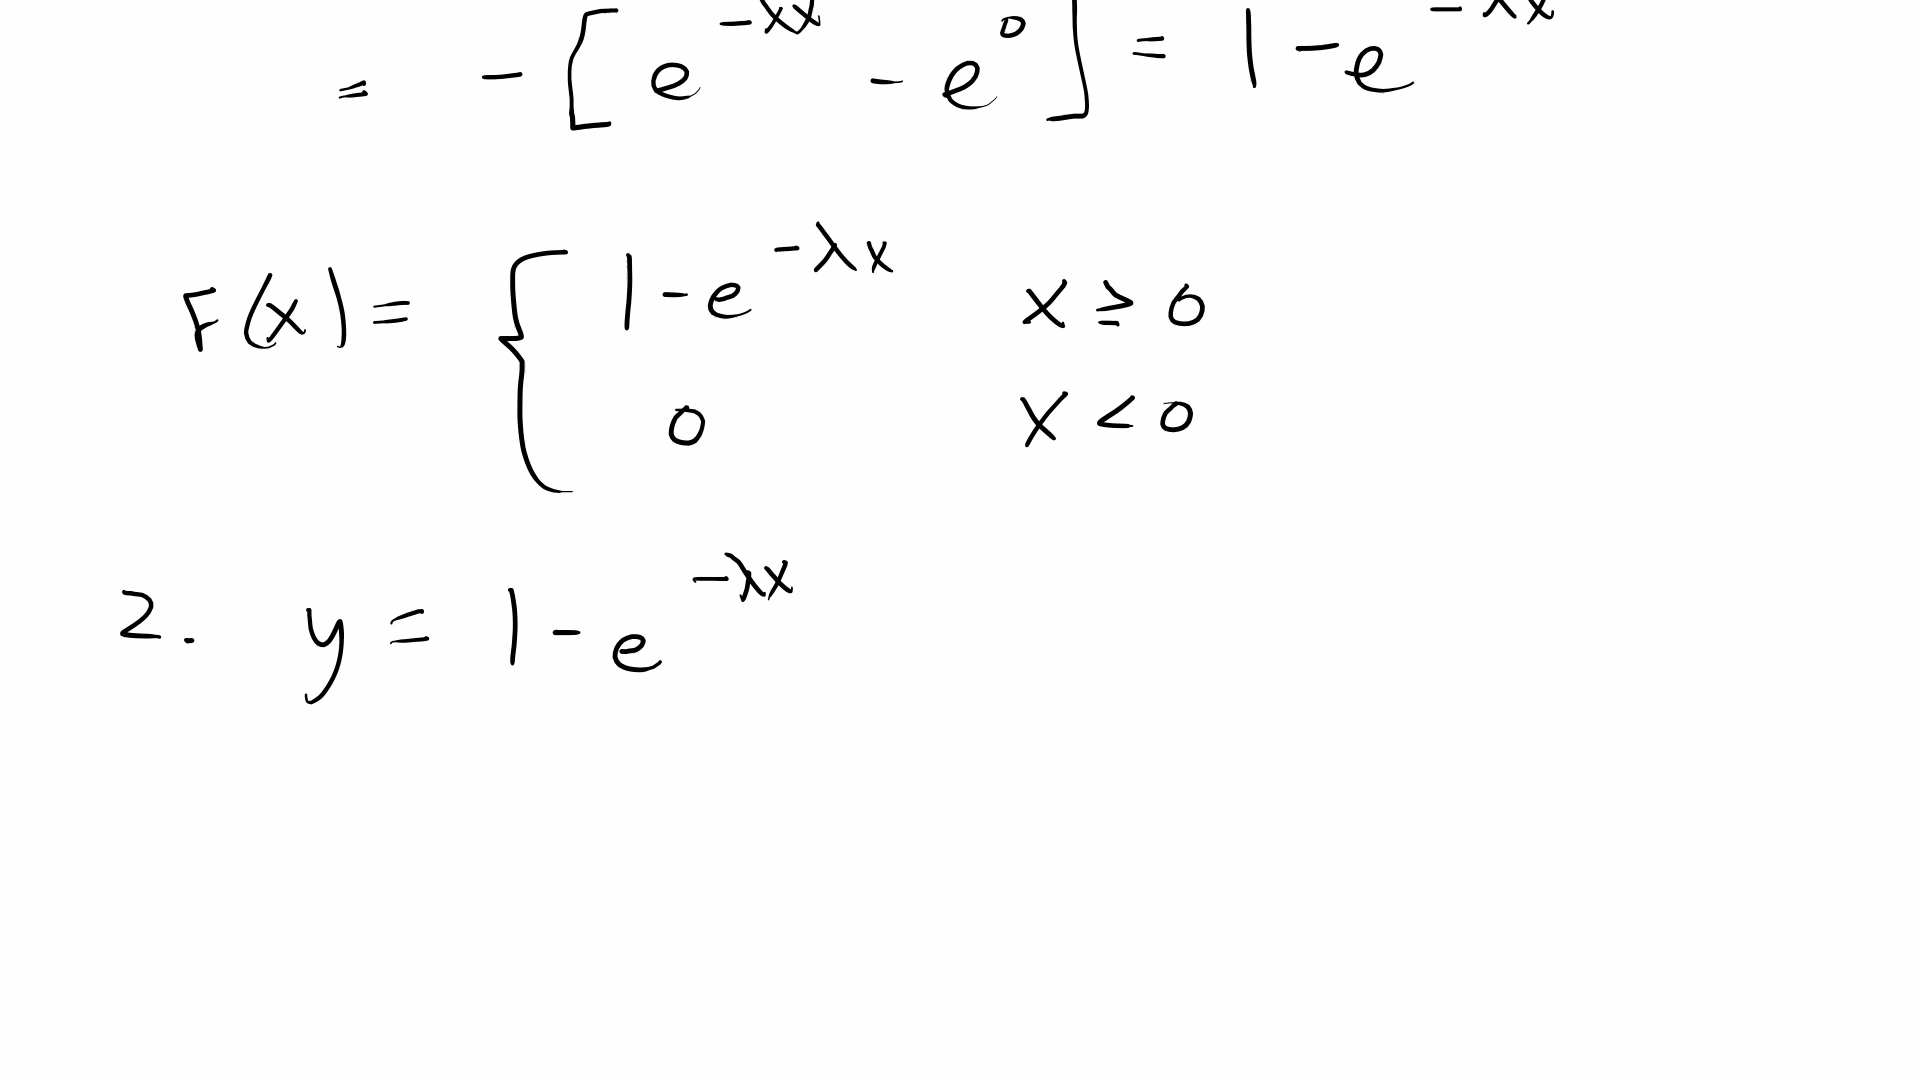 = -[e^{-λx} - e^0] = 1-e^{-λx}
F(x) = { 1-e^{-λx} x ≥ 0
0 x < 0
2. y = 1-e^{-λx}